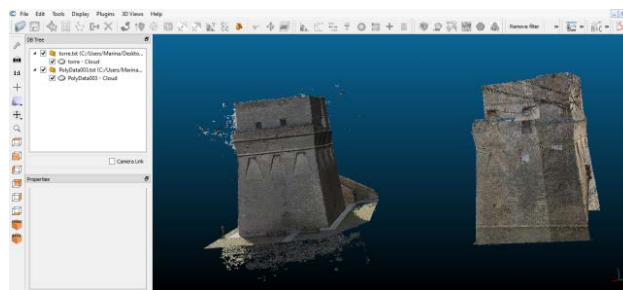 File Edit Tools Display Plugins 3D Views Help
Remove filter
DB Tree
torre.txt (C:/Users/Marina/Deskto...
torre - Cloud
PolyData003.txt (C:/Users/Marina...
PolyData003 - Cloud
Camera Link
Properties